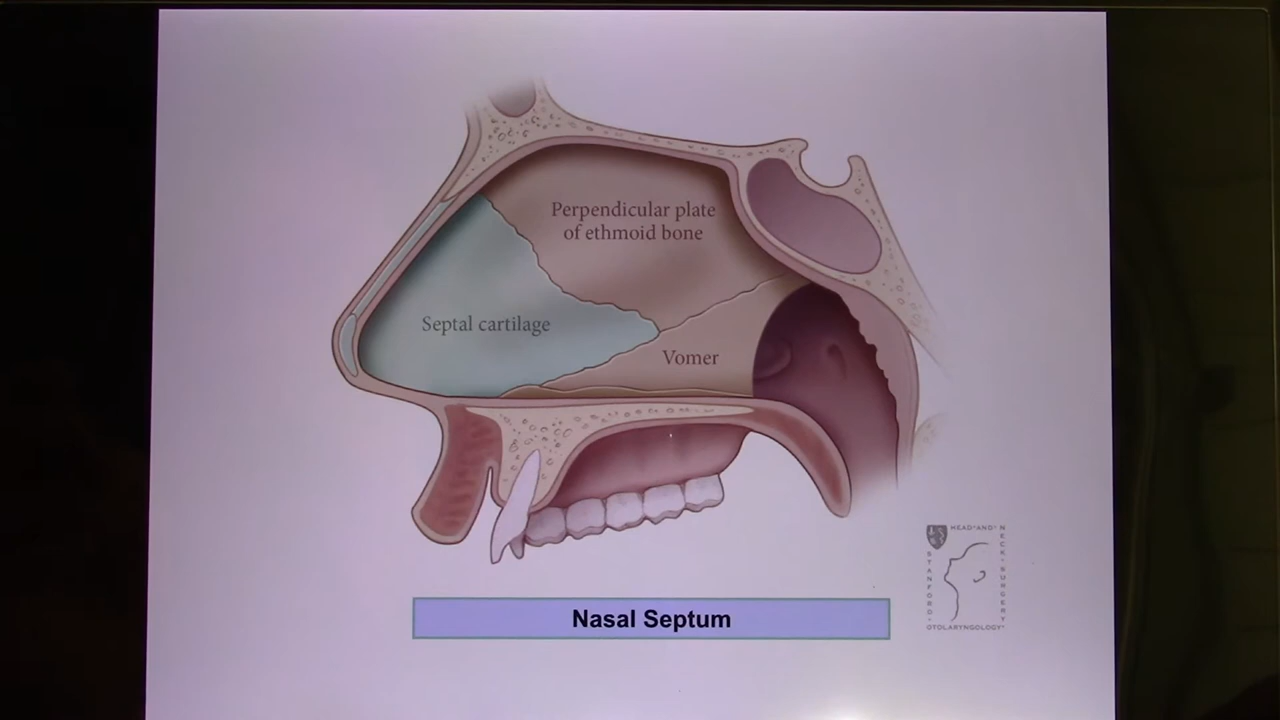 Perpendicular plate
of ethmoid bone
Septal cartilage
Vomer
Nasal Septum
HEAD AND
NECK SURGERY
STANFORD
OTOLARYNGOLOGY